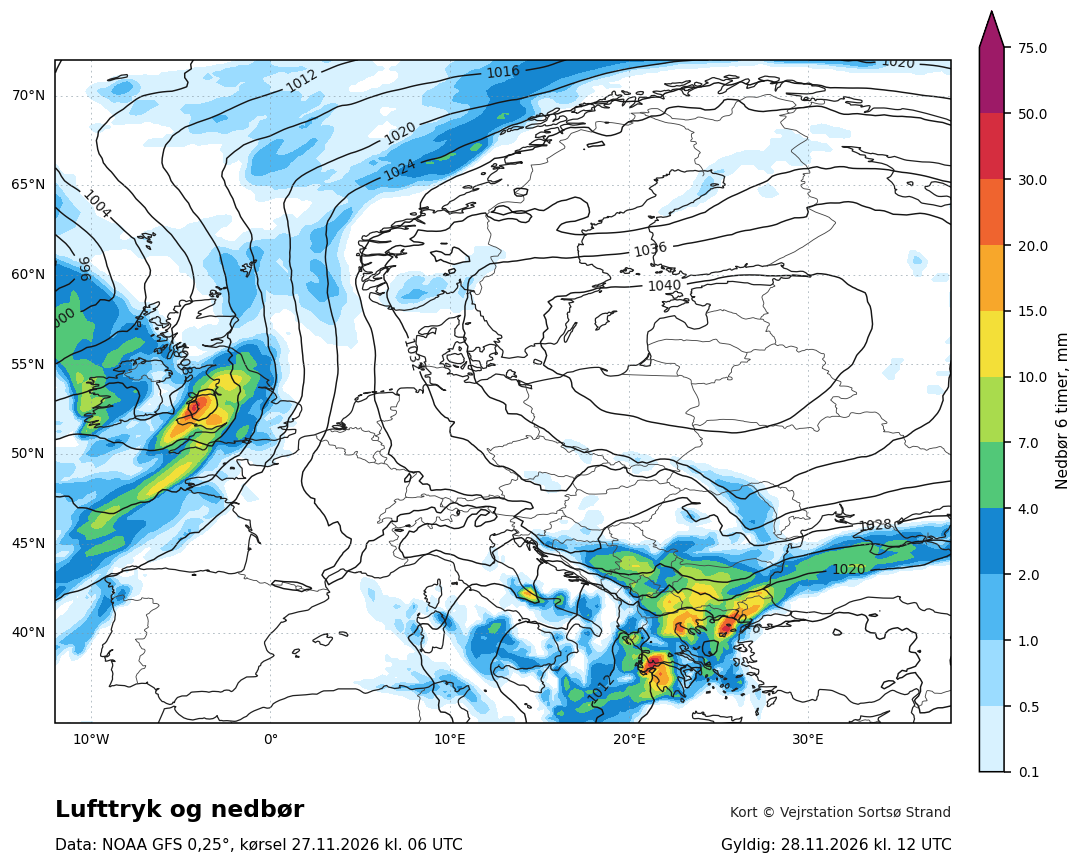 1012
1016
1020
1020
1024
1004
996
1036
1040
1032
1008
1028
1020
1016
1012
70°N
65°N
60°N
55°N
50°N
45°N
40°N
10°W
0°
10°E
20°E
30°E
75.0
50.0
30.0
20.0
15.0
10.0
7.0
4.0
2.0
1.0
0.5
0.1
Nedbør 6 timer, mm
Lufttryk og nedbør
Kort © Vejrstation Sortsø Strand
Data: NOAA GFS 0,25°, kørsel 27.11.2026 kl. 06 UTC
Gyldig: 28.11.2026 kl. 12 UTC